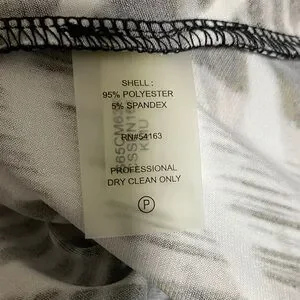 SHELL :
95% POLYESTER
5% SPANDEX
RN#54163
PROFESSIONAL
DRY CLEAN ONLY
P